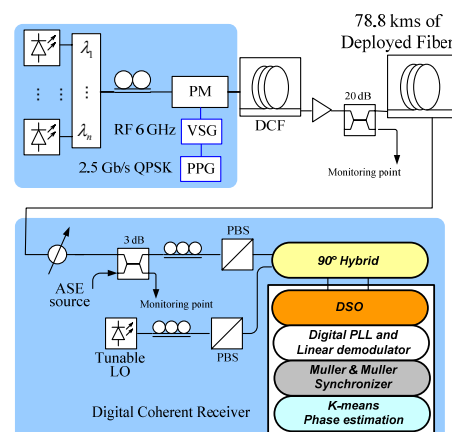 78.8 kms of
Deployed Fiber
λ1
λn
PM
RF 6 GHz
VSG
2.5 Gb/s QPSK
PPG
DCF
20 dB
Monitoring point
3 dB
PBS
90º Hybrid
ASE
source
Monitoring point
DSO
Digital PLL and
Linear demodulator
Tunable
LO
PBS
Muller & Muller
Synchronizer
K-means
Phase estimation
Digital Coherent Receiver